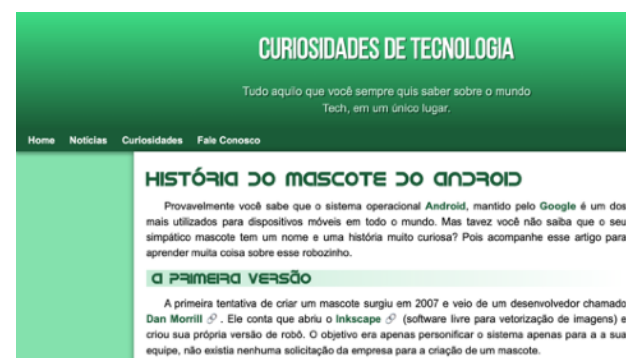 CURIOSIDADES DE TECNOLOGIA
Tudo aquilo que você sempre quis saber sobre o mundo
Tech, em um único lugar.
Home Notícias Curiosidades Fale Conosco
História do Mascote do Android
Provavelmente você sabe que o sistema operacional Android, mantido pelo Google é um dos
mais utilizados para dispositivos móveis em todo o mundo. Mas tavez você não saiba que o seu
simpático mascote tem um nome e uma história muito curiosa? Pois acompanhe esse artigo para
aprender muita coisa sobre esse robozinho.
A primeira versão
A primeira tentativa de criar um mascote surgiu em 2007 e veio de um desenvolvedor chamado
Dan Morrill . Ele conta que abriu o Inkscape (software livre para vetorização de imagens) e
criou sua própria versão de robô. O objetivo era apenas personificar o sistema apenas para a a sua
equipe, não existia nenhuma solicitação da empresa para a criação de um mascote.